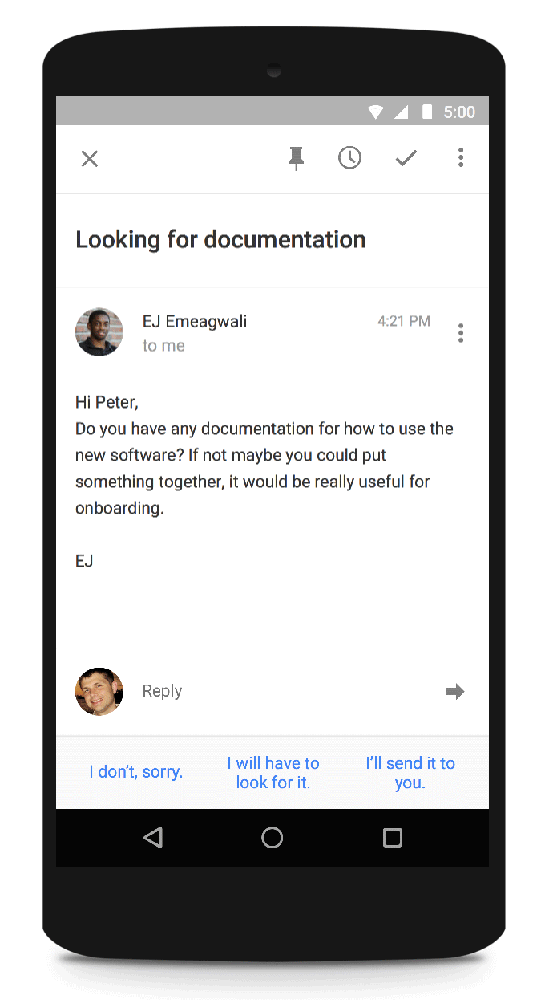 5:00
Looking for documentation
EJ Emeagwali
4:21 PM
to me
Hi Peter,
Do you have any documentation for how to use the
new software? If not maybe you could put
something together, it would be really useful for
onboarding.
EJ
Reply
I don’t, sorry.
I will have to
look for it.
I’ll send it to
you.